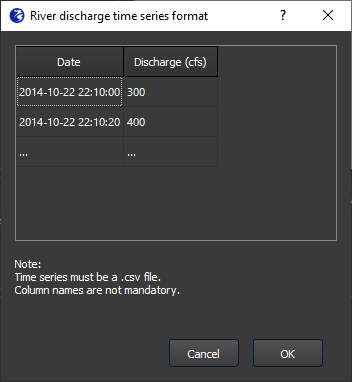 River discharge time series format
Date Discharge (cfs)
2014-10-22 22:10:00 300
2014-10-22 22:10:20 400
... ...
Note:
Time series must be a .csv file.
Column names are not mandatory.
Cancel OK